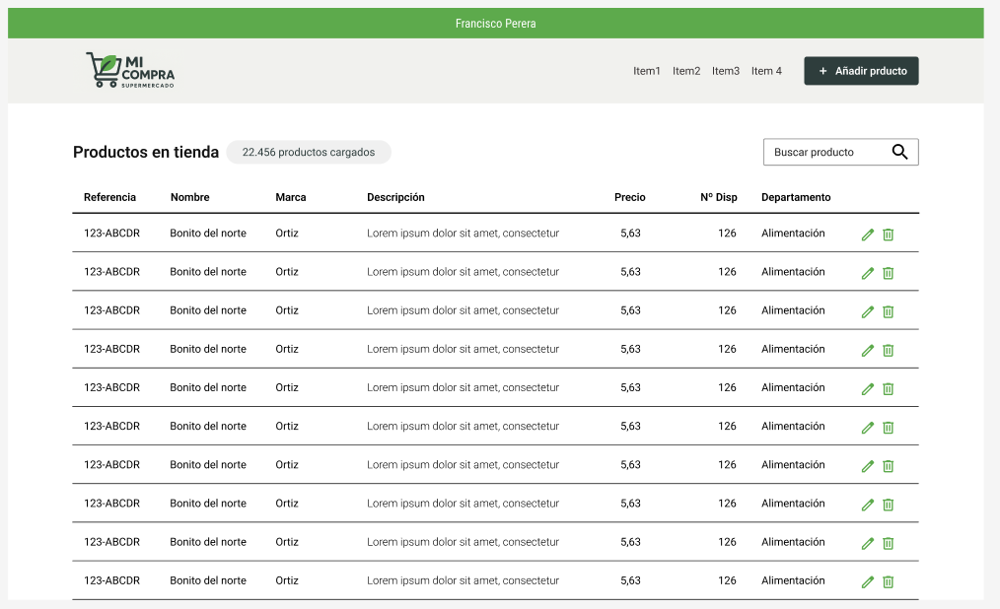 Francisco Perera
MI
COMPRA
SUPERMERCADO
Item1 Item2 Item3 Item 4 + Añadir prducto
Productos en tienda 22.456 productos cargados Buscar producto
Referencia Nombre Marca Descripción Precio Nº Disp Departamento
123-ABCDR Bonito del norte Ortiz Lorem ipsum dolor sit amet, consectetur 5,63 126 Alimentación
123-ABCDR Bonito del norte Ortiz Lorem ipsum dolor sit amet, consectetur 5,63 126 Alimentación
123-ABCDR Bonito del norte Ortiz Lorem ipsum dolor sit amet, consectetur 5,63 126 Alimentación
123-ABCDR Bonito del norte Ortiz Lorem ipsum dolor sit amet, consectetur 5,63 126 Alimentación
123-ABCDR Bonito del norte Ortiz Lorem ipsum dolor sit amet, consectetur 5,63 126 Alimentación
123-ABCDR Bonito del norte Ortiz Lorem ipsum dolor sit amet, consectetur 5,63 126 Alimentación
123-ABCDR Bonito del norte Ortiz Lorem ipsum dolor sit amet, consectetur 5,63 126 Alimentación
123-ABCDR Bonito del norte Ortiz Lorem ipsum dolor sit amet, consectetur 5,63 126 Alimentación
123-ABCDR Bonito del norte Ortiz Lorem ipsum dolor sit amet, consectetur 5,63 126 Alimentación
123-ABCDR Bonito del norte Ortiz Lorem ipsum dolor sit amet, consectetur 5,63 126 Alimentación